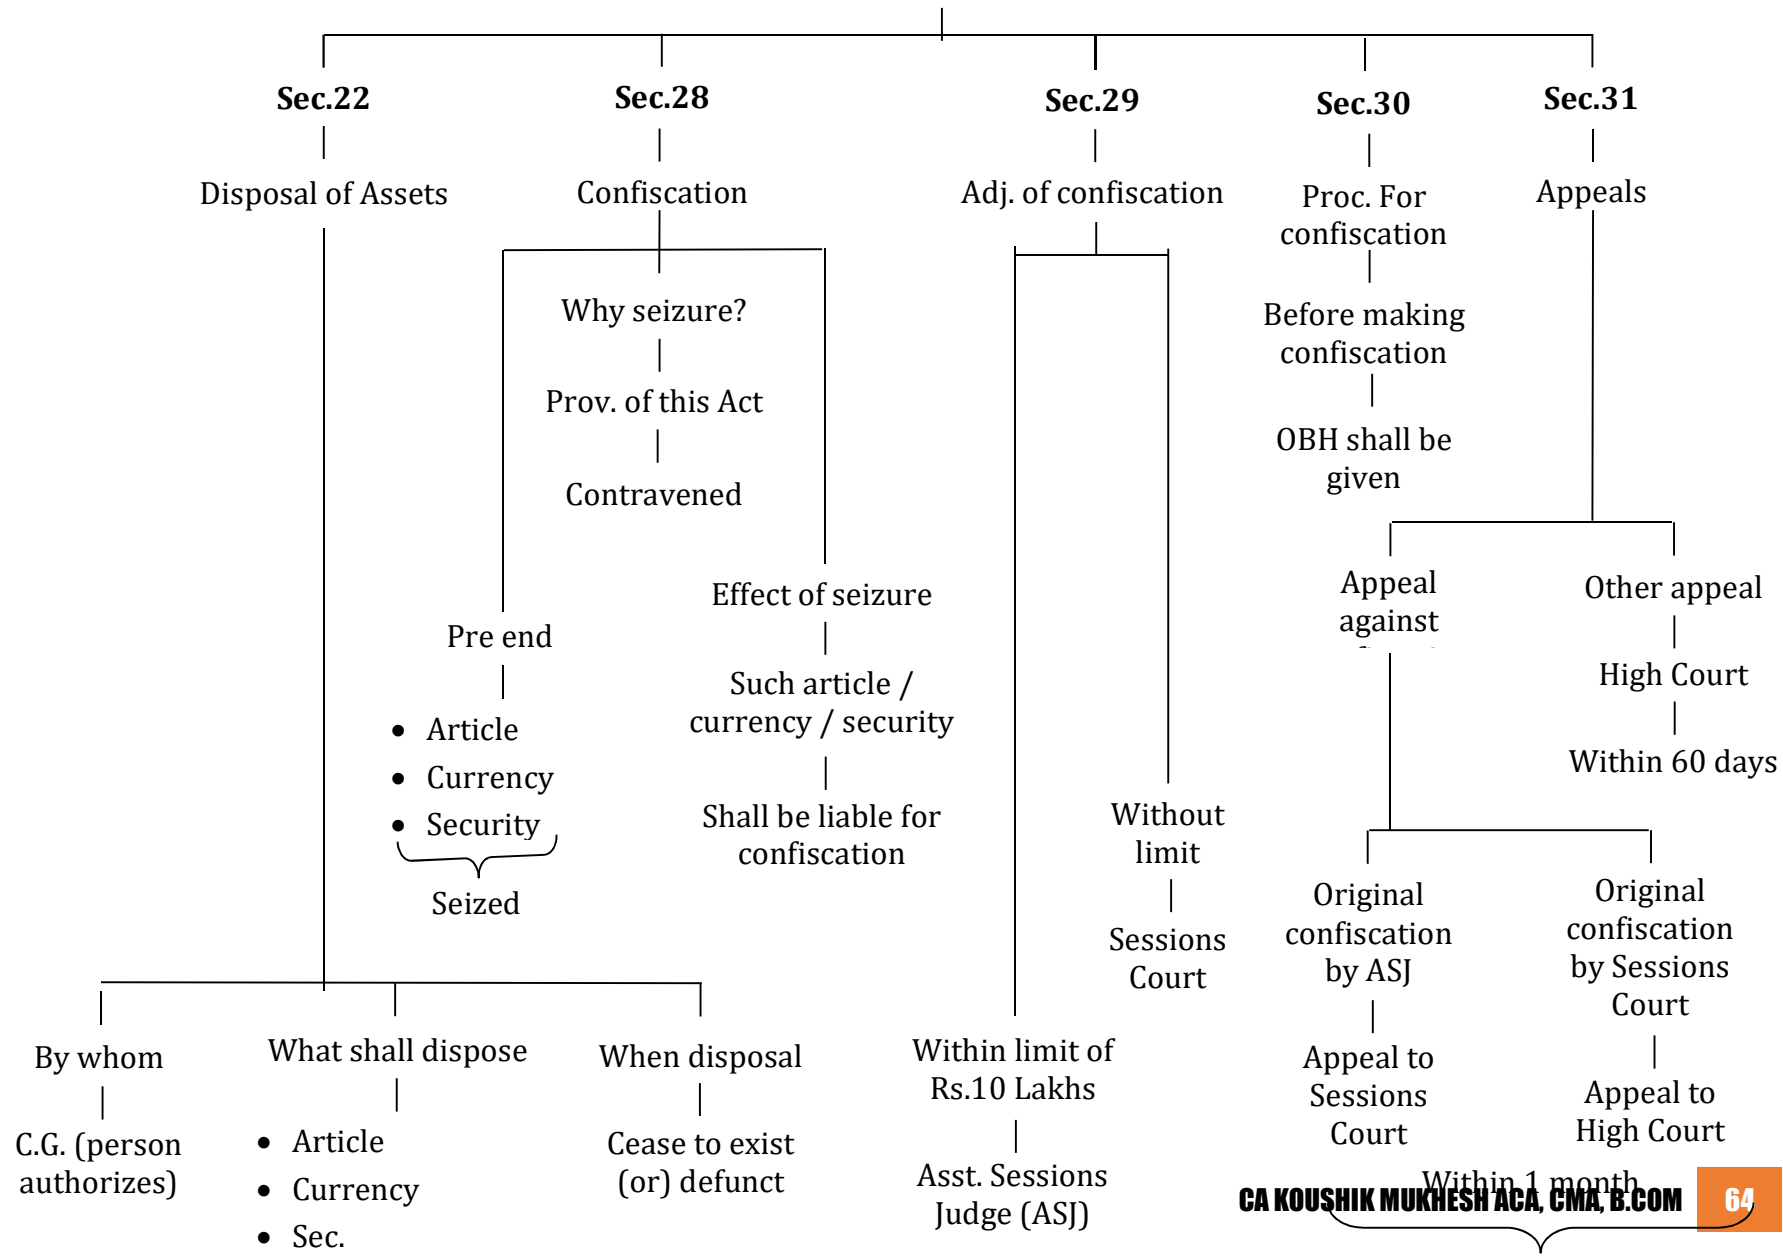 Sec.22
Sec.28
Sec.29
Sec.30
Sec.31
Disposal of Assets
Confiscation
Adj. of confiscation
Proc. For
confiscation
Appeals
Why seizure?
Prov. of this Act
Contravened
Before making
confiscation
OBH shall be
given
Pre end
• Article
• Currency
• Security
Seized
Effect of seizure
Such article /
currency / security
Shall be liable for
confiscation
Without
limit
Sessions
Court
Appeal
against
Other appeal
High Court
Within 60 days
Original
confiscation
by ASJ
Appeal to
Sessions
Court
Original
confiscation
by Sessions
Court
Appeal to
High Court
Within 1 month
By whom
C.G. (person
authorizes)
What shall dispose
• Article
• Currency
• Sec.
When disposal
Cease to exist
(or) defunct
Within limit of
Rs.10 Lakhs
Asst. Sessions
Judge (ASJ)
CA KOUSHIK MUKHESH ACA, CMA, B.COM
64